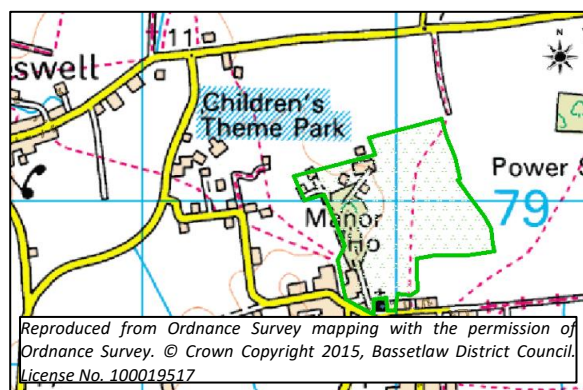 11
N
swell
Children's
Theme Park
Power S
Manor
Ho
79
Reproduced from Ordnance Survey mapping with the permission of
Ordnance Survey. © Crown Copyright 2015, Bassetlaw District Council.
License No. 100019517